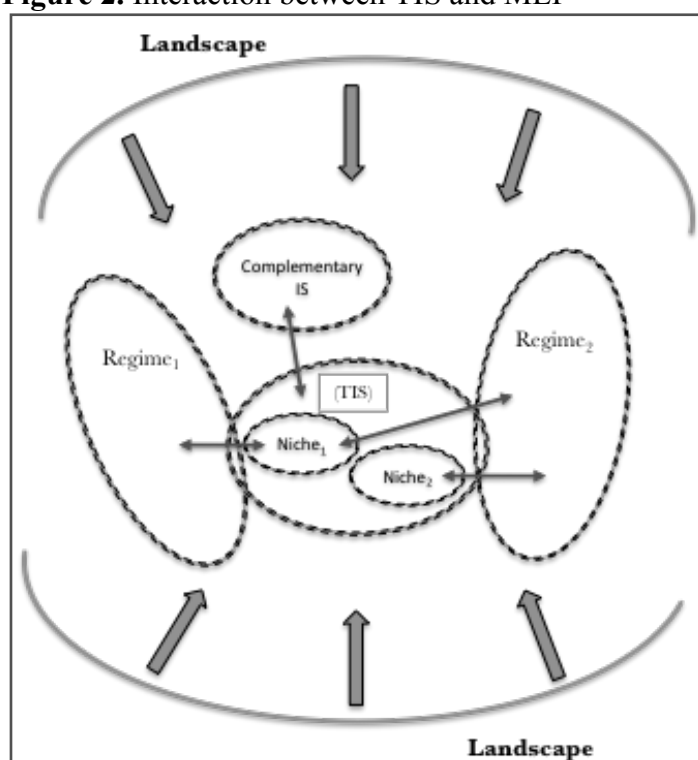 Figure 2. Interaction between TIS and MLP
Landscape
Complementary
IS
Regime₁
Regime₂
(TIS)
Niche₁
Niche₂
Landscape